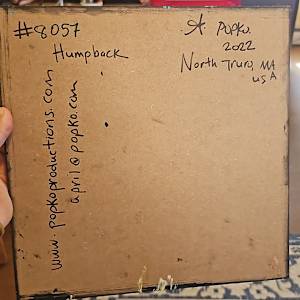 #8057
Humpback
A. Popko
2022
North Truro, MA
USA
www.popkoproductions.com
april@popko.com